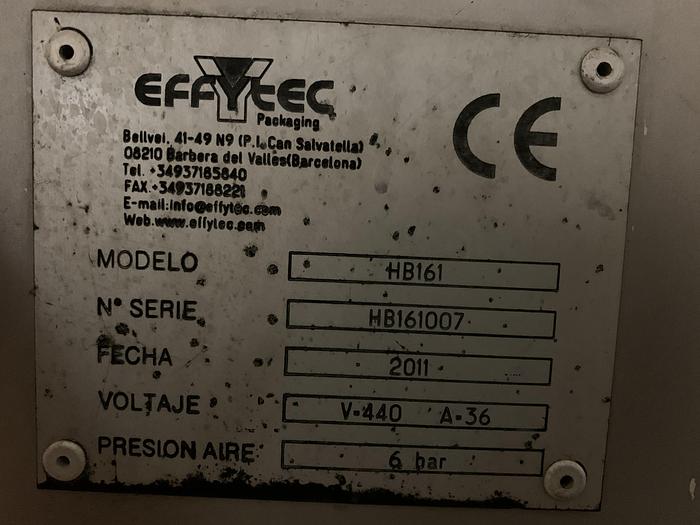 EFFYTEC
Packaging
Bellvei, 41-49 N9 (P.I. Can Salvatella)
08210 Barbera del Valles(Barcelona)
Tel. +34937185840
FAX.+34937188221
E-mail:info@effytec.com
Web.www.effytec.com
CE
MODELO HB161
Nº SERIE HB161007
FECHA 2011
VOLTAJE V-440 A-36
PRESION AIRE 6 bar